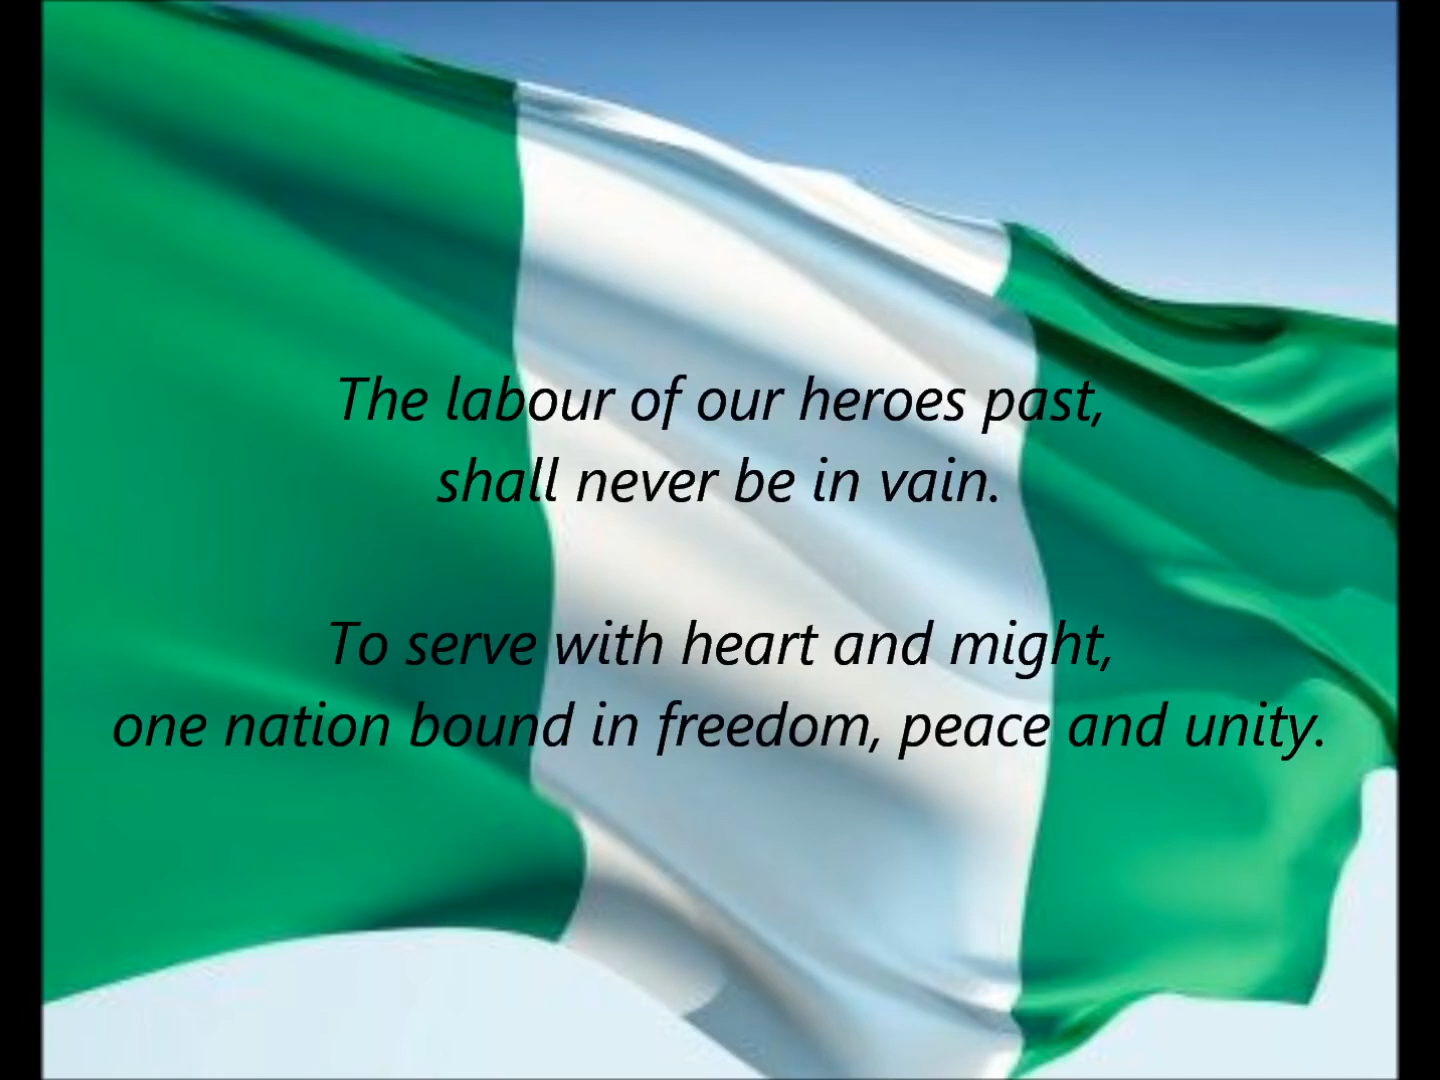 The labour of our heroes past,
shall never be in vain.
To serve with heart and might,
one nation bound in freedom, peace and unity.